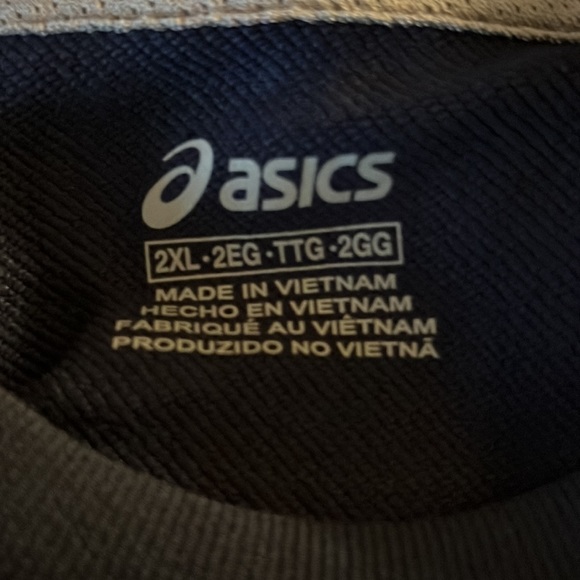 asics
2XL·2EG·TTG·2GG
MADE IN VIETNAM
HECHO EN VIETNAM
FABRIQUÉ AU VIÊTNAM
PRODUZIDO NO VIETNÃ